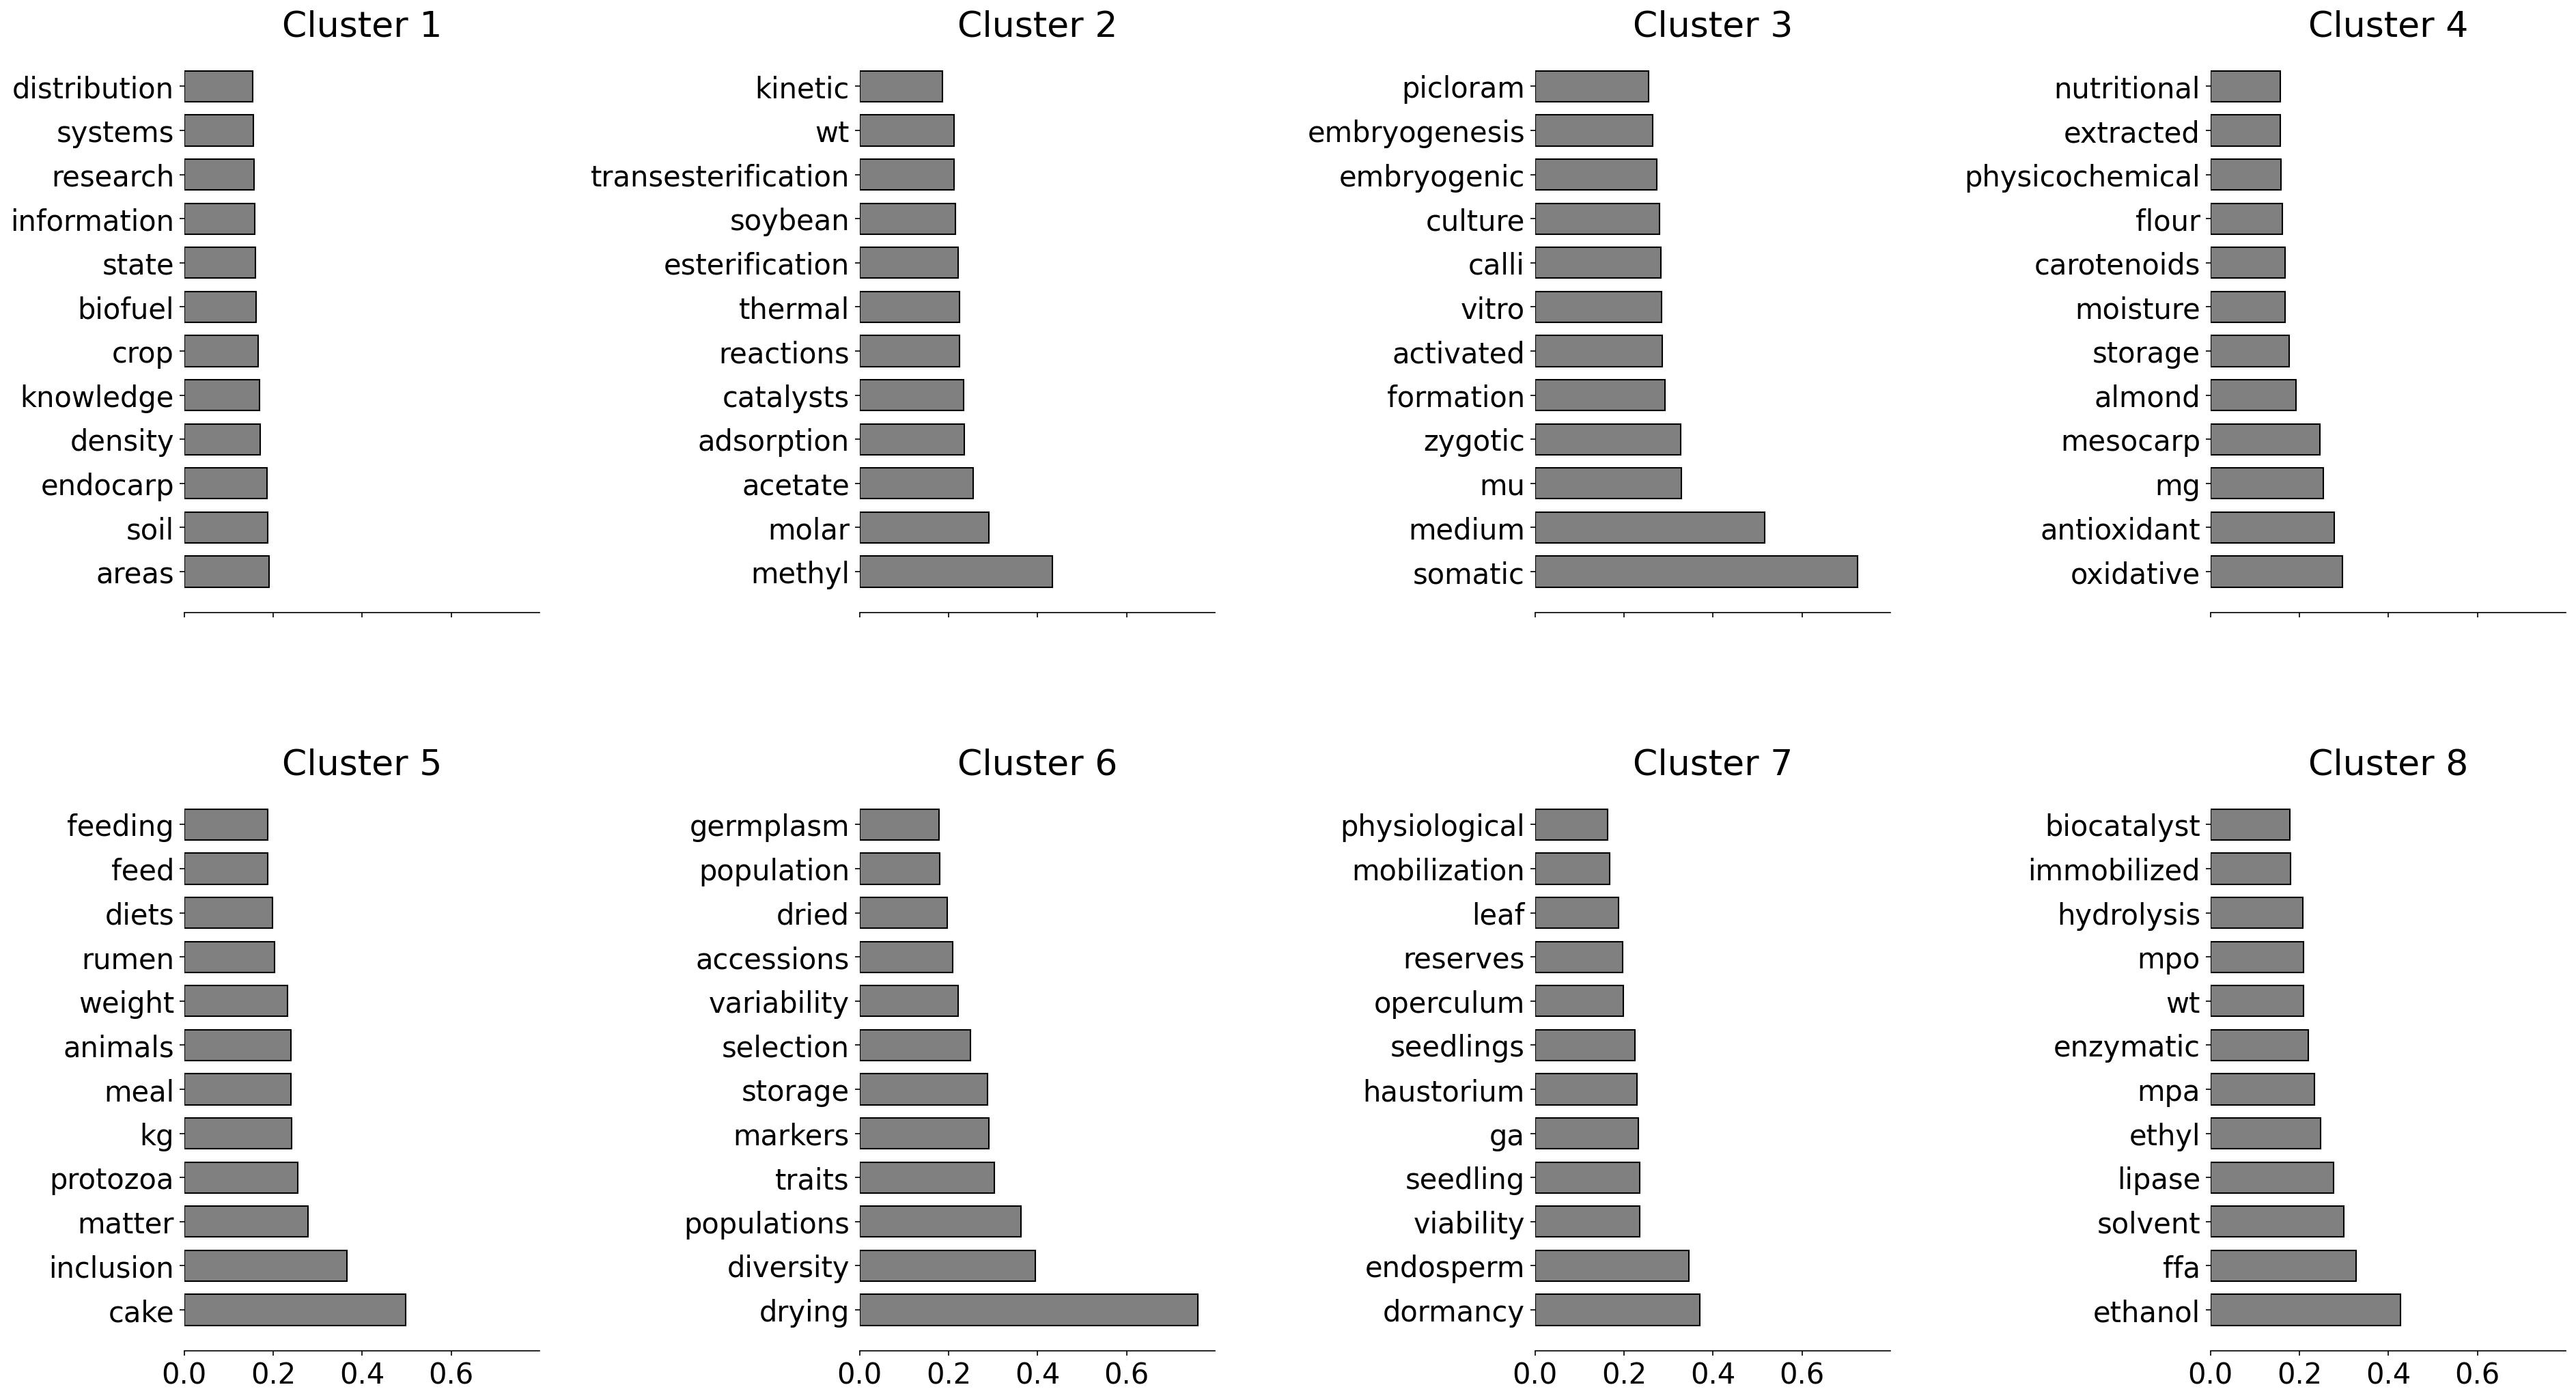 Cluster 1
distribution
systems
research
information
state
biofuel
crop
knowledge
density
endocarp
soil
areas
Cluster 2
kinetic
wt
transesterification
soybean
esterification
thermal
reactions
catalysts
adsorption
acetate
molar
methyl
Cluster 3
picloram
embryogenesis
embryogenic
culture
calli
vitro
activated
formation
zygotic
mu
medium
somatic
Cluster 4
nutritional
extracted
physicochemical
flour
carotenoids
moisture
storage
almond
mesocarp
mg
antioxidant
oxidative
Cluster 5
feeding
feed
diets
rumen
weight
animals
meal
kg
protozoa
matter
inclusion
cake
0.0 0.2 0.4 0.6
Cluster 6
germplasm
population
dried
accessions
variability
selection
storage
markers
traits
populations
diversity
drying
0.0 0.2 0.4 0.6
Cluster 7
physiological
mobilization
leaf
reserves
operculum
seedlings
haustorium
ga
seedling
viability
endosperm
dormancy
0.0 0.2 0.4 0.6
Cluster 8
biocatalyst
immobilized
hydrolysis
mpo
wt
enzymatic
mpa
ethyl
lipase
solvent
ffa
ethanol
0.0 0.2 0.4 0.6